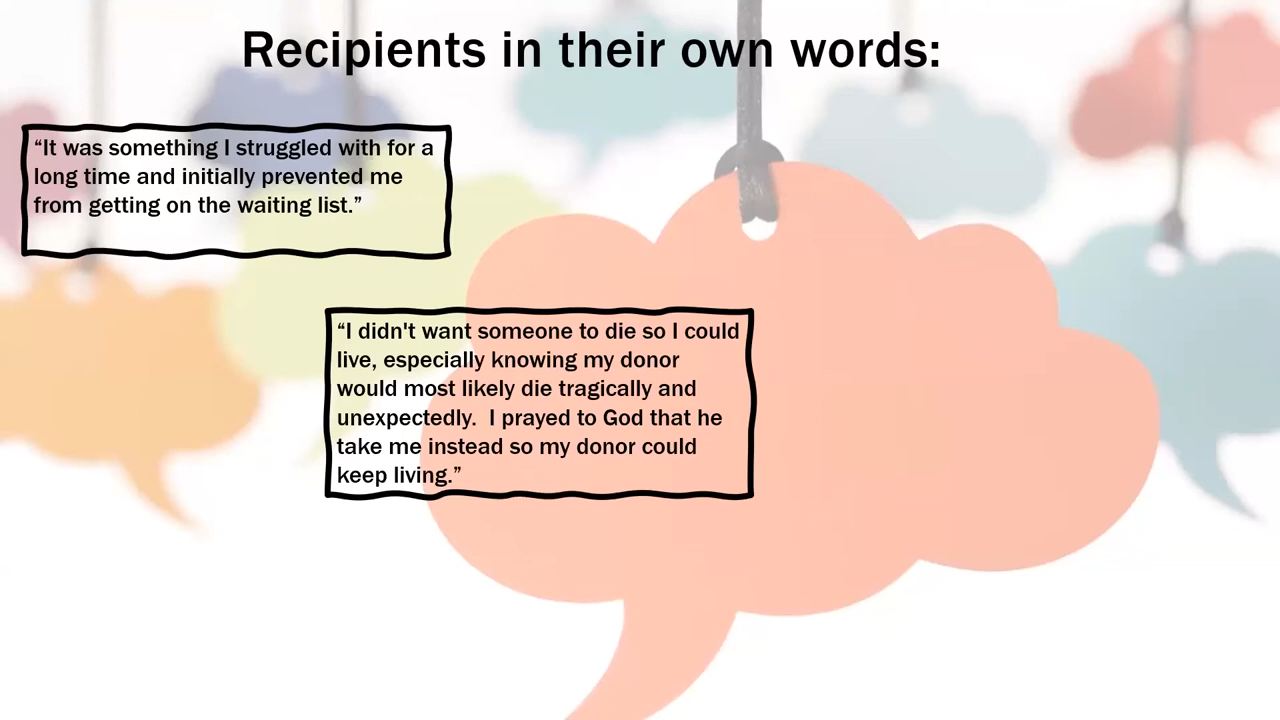 Recipients in their own words:
“It was something I struggled with for a
long time and initially prevented me
from getting on the waiting list.”
“I didn't want someone to die so I could
live, especially knowing my donor
would most likely die tragically and
unexpectedly.  I prayed to God that he
take me instead so my donor could
keep living.”